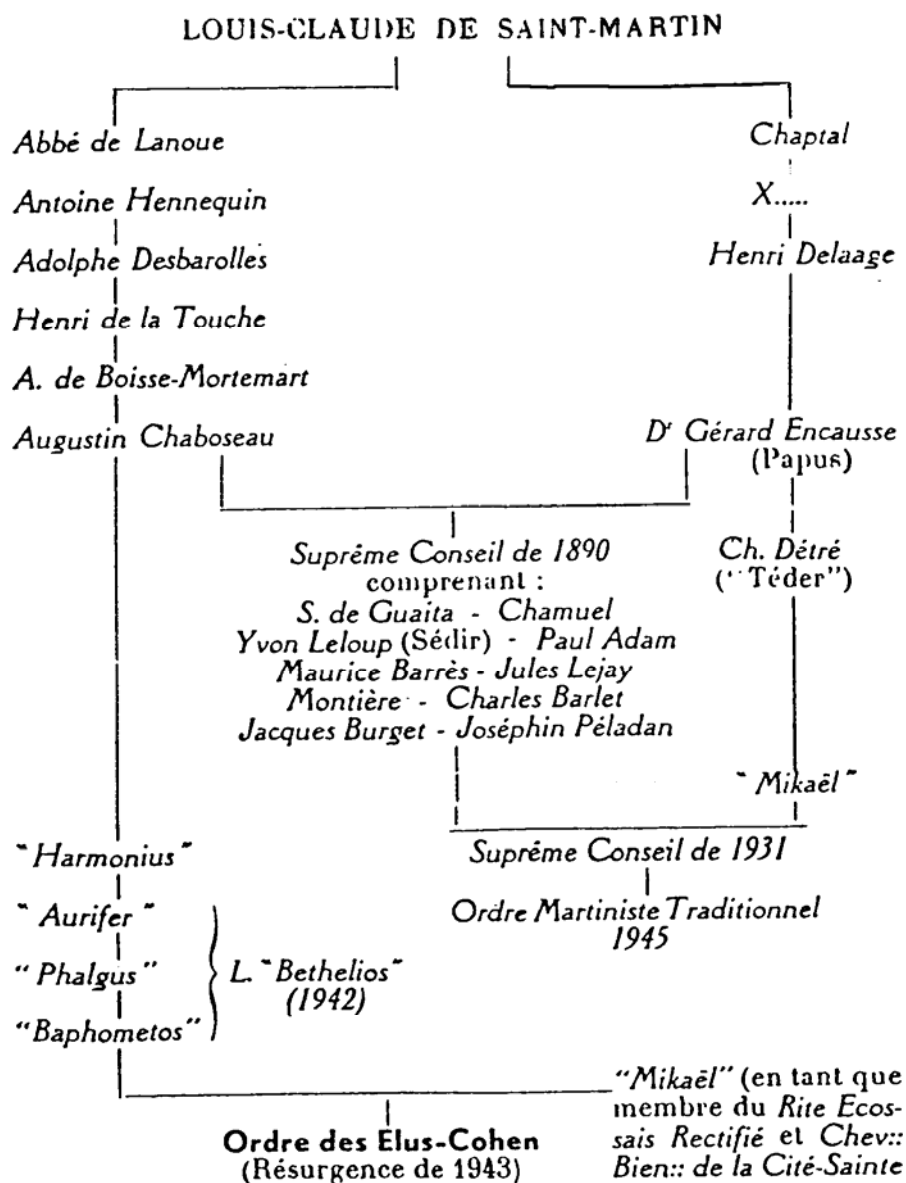 LOUIS-CLAUDE DE SAINT-MARTIN
Abbé de Lanoue
Chaptal
Antoine Hennequin
X.....
Adolphe Desbarolles
Henri Delaage
Henri de la Touche
A. de Boisse-Mortemart
Augustin Chaboseau
Dr Gérard Encausse
(Papus)
Suprême Conseil de 1890
comprenant :
S. de Guaita - Chamuel
Yvon Leloup (Sédir) - Paul Adam
Maurice Barrès - Jules Lejay
Montière - Charles Barlet
Jacques Burget - Joséphin Péladan
Ch. Détré
("Téder")
"Mikaël"
"Harmonius"
Suprême Conseil de 1931
"Aurifer"
Ordre Martiniste Traditionnel
1945
"Phalgus"
L. "Bethelios"
(1942)
"Baphometos"
"Mikaël" (en tant que
membre du Rite Ecos-
sais Rectifié et Chev::
Bien:: de la Cité-Sainte
Ordre des Elus-Cohen
(Résurgence de 1943)